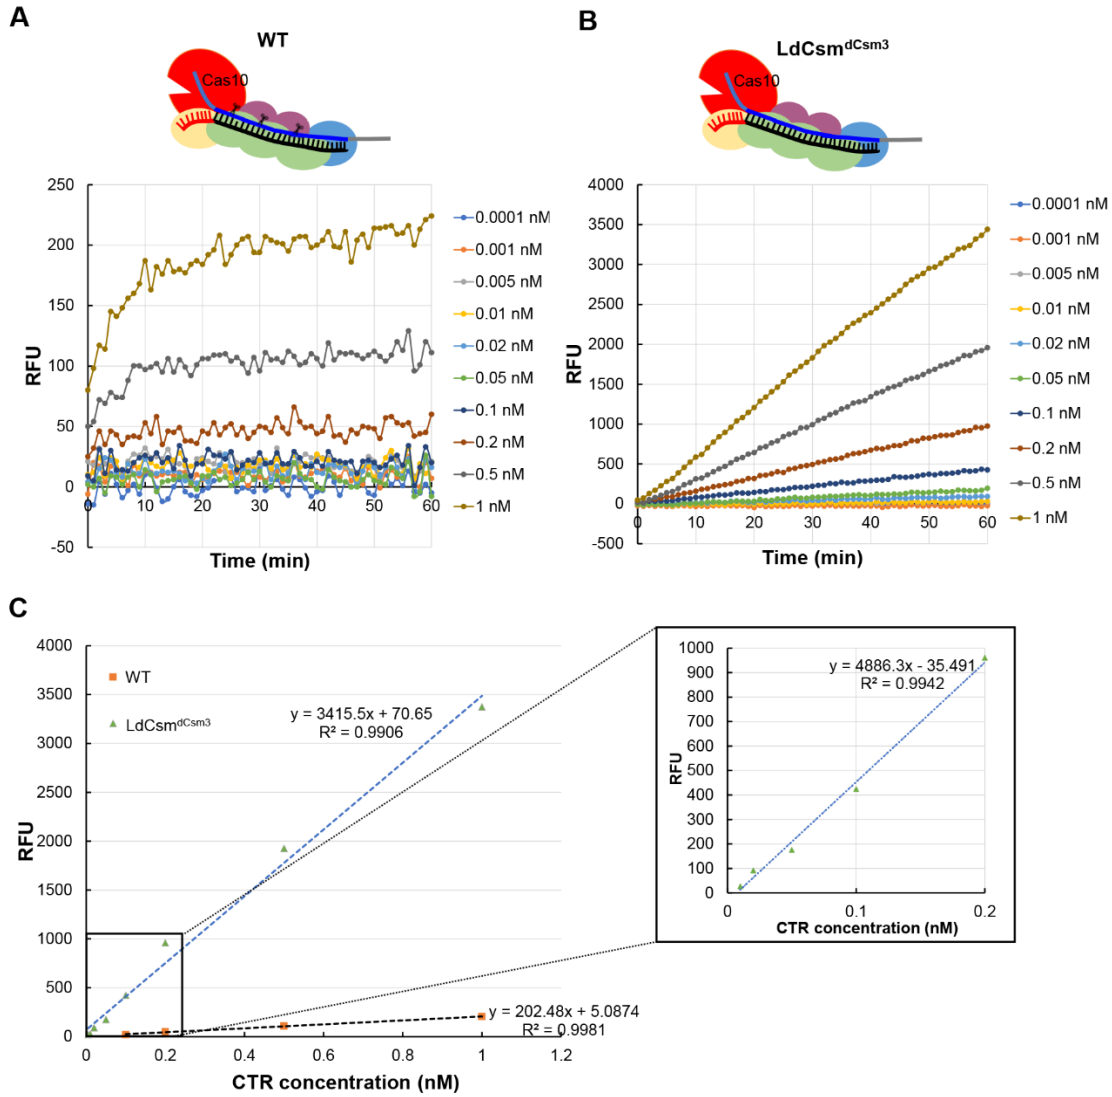 A
WT
Cas10
250
200
150
100
50
0
-50
0
10
20
30
40
50
60
RFU
Time (min)
0.0001 nM
0.001 nM
0.005 nM
0.01 nM
0.02 nM
0.05 nM
0.1 nM
0.2 nM
0.5 nM
1 nM
B
LdCsmdCsm3
Cas10
4000
3500
3000
2500
2000
1500
1000
500
0
-500
0
10
20
30
40
50
60
RFU
Time (min)
0.0001 nM
0.001 nM
0.005 nM
0.01 nM
0.02 nM
0.05 nM
0.1 nM
0.2 nM
0.5 nM
1 nM
C
4000
3500
3000
2500
2000
1500
1000
500
0
0
0.2
0.4
0.6
0.8
1
1.2
RFU
CTR concentration (nM)
WT
LdCsmdCsm3
y = 3415.5x + 70.65
R² = 0.9906
y = 202.48x + 5.0874
R² = 0.9981
1000
900
800
700
600
500
400
300
200
100
0
0
0.1
0.2
RFU
CTR concentration (nM)
y = 4886.3x - 35.491
R² = 0.9942